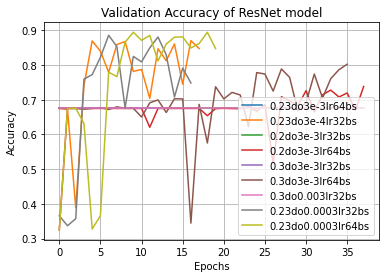 Validation Accuracy of ResNet model
0.9
0.8
0.7
0.6
0.5
0.4
0.3
Accuracy
0.23do3e-3lr64bs
0.23do3e-4lr32bs
0.2do3e-3lr32bs
0.2do3e-3lr64bs
0.3do3e-3lr32bs
0.3do3e-3lr64bs
0.3do0.003lr32bs
0.23do0.0003lr32bs
0.23do0.0003lr64bs
0 5 10 15 20 25 30 35
Epochs